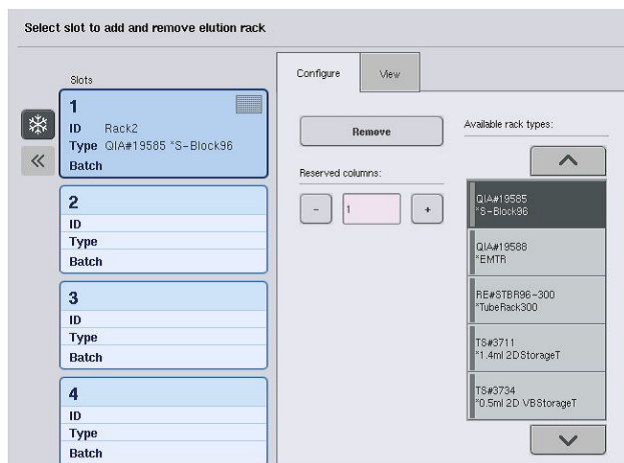 Select slot to add and remove elution rack
Slots
1
ID Rack2
Type QIA#19585 *S-Block96
Batch
2
ID
Type
Batch
3
ID
Type
Batch
4
ID
Type
Batch
Configure
View
Remove
Reserved columns:
- 1 +
Available rack types:
QIA#19585
*S-Block96
QIA#19588
*EMTR
RE#STBR96-300
*TubeRack300
TS#3711
*1.4ml 2DStorageT
TS#3734
*0.5ml 2D VBStorageT